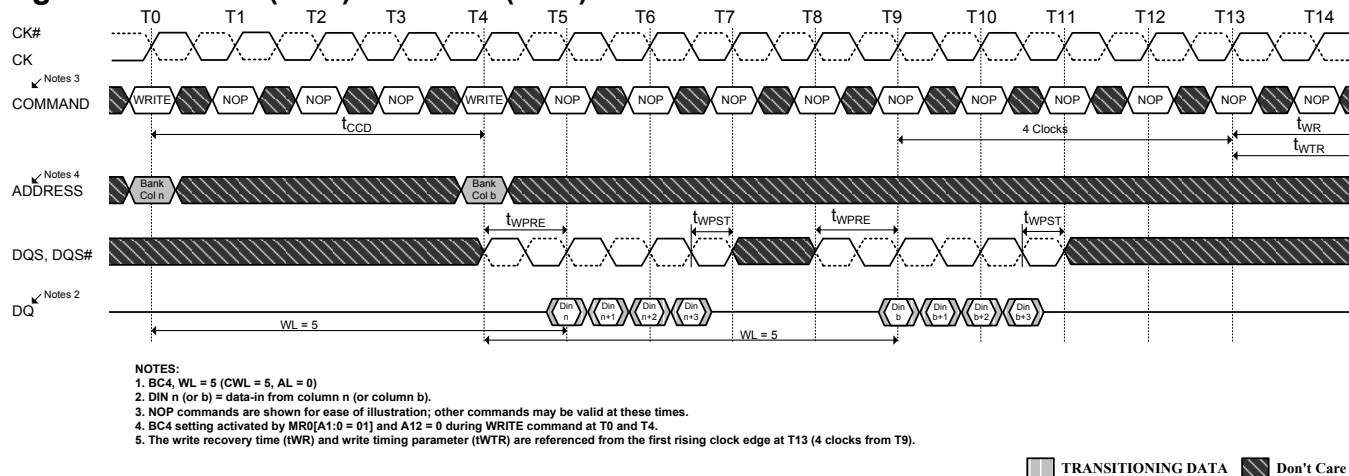 T0 T1 T2 T3 T4 T5 T6 T7 T8 T9 T10 T11 T12 T13 T14
CK#
CK
Notes 3
COMMAND
WRITE NOP NOP NOP WRITE NOP NOP NOP NOP NOP NOP NOP NOP NOP NOP
tCCD
4 Clocks
tWR
tWTR
Notes 4
ADDRESS
Bank
Col n
Bank
Col b
tWPRE tWPST tWPRE tWPST
DQS, DQS#
Notes 2
DQ
Din
n
Din
n+1
Din
n+2
Din
n+3
Din
b
Din
b+1
Din
b+2
Din
b+3
WL = 5
WL = 5
NOTES:
1. BC4, WL = 5 (CWL = 5, AL = 0)
2. DIN n (or b) = data-in from column n (or column b).
3. NOP commands are shown for ease of illustration; other commands may be valid at these times.
4. BC4 setting activated by MR0[A1:0 = 01] and A12 = 0 during WRITE command at T0 and T4.
5. The write recovery time (tWR) and write timing parameter (tWTR) are referenced from the first rising clock edge at T13 (4 clocks from T9).
TRANSITIONING DATA Don't Care